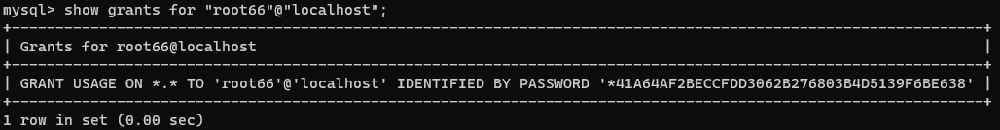 mysql> show grants for "root66"@"localhost";
+------------------------------------------------------------------------------------------------------------------+
| Grants for root66@localhost                                                                                      |
+------------------------------------------------------------------------------------------------------------------+
| GRANT USAGE ON *.* TO 'root66'@'localhost' IDENTIFIED BY PASSWORD '*41A64AF2BECCFDD3062B276803B4D5139F6BE638' |
+------------------------------------------------------------------------------------------------------------------+
1 row in set (0.00 sec)